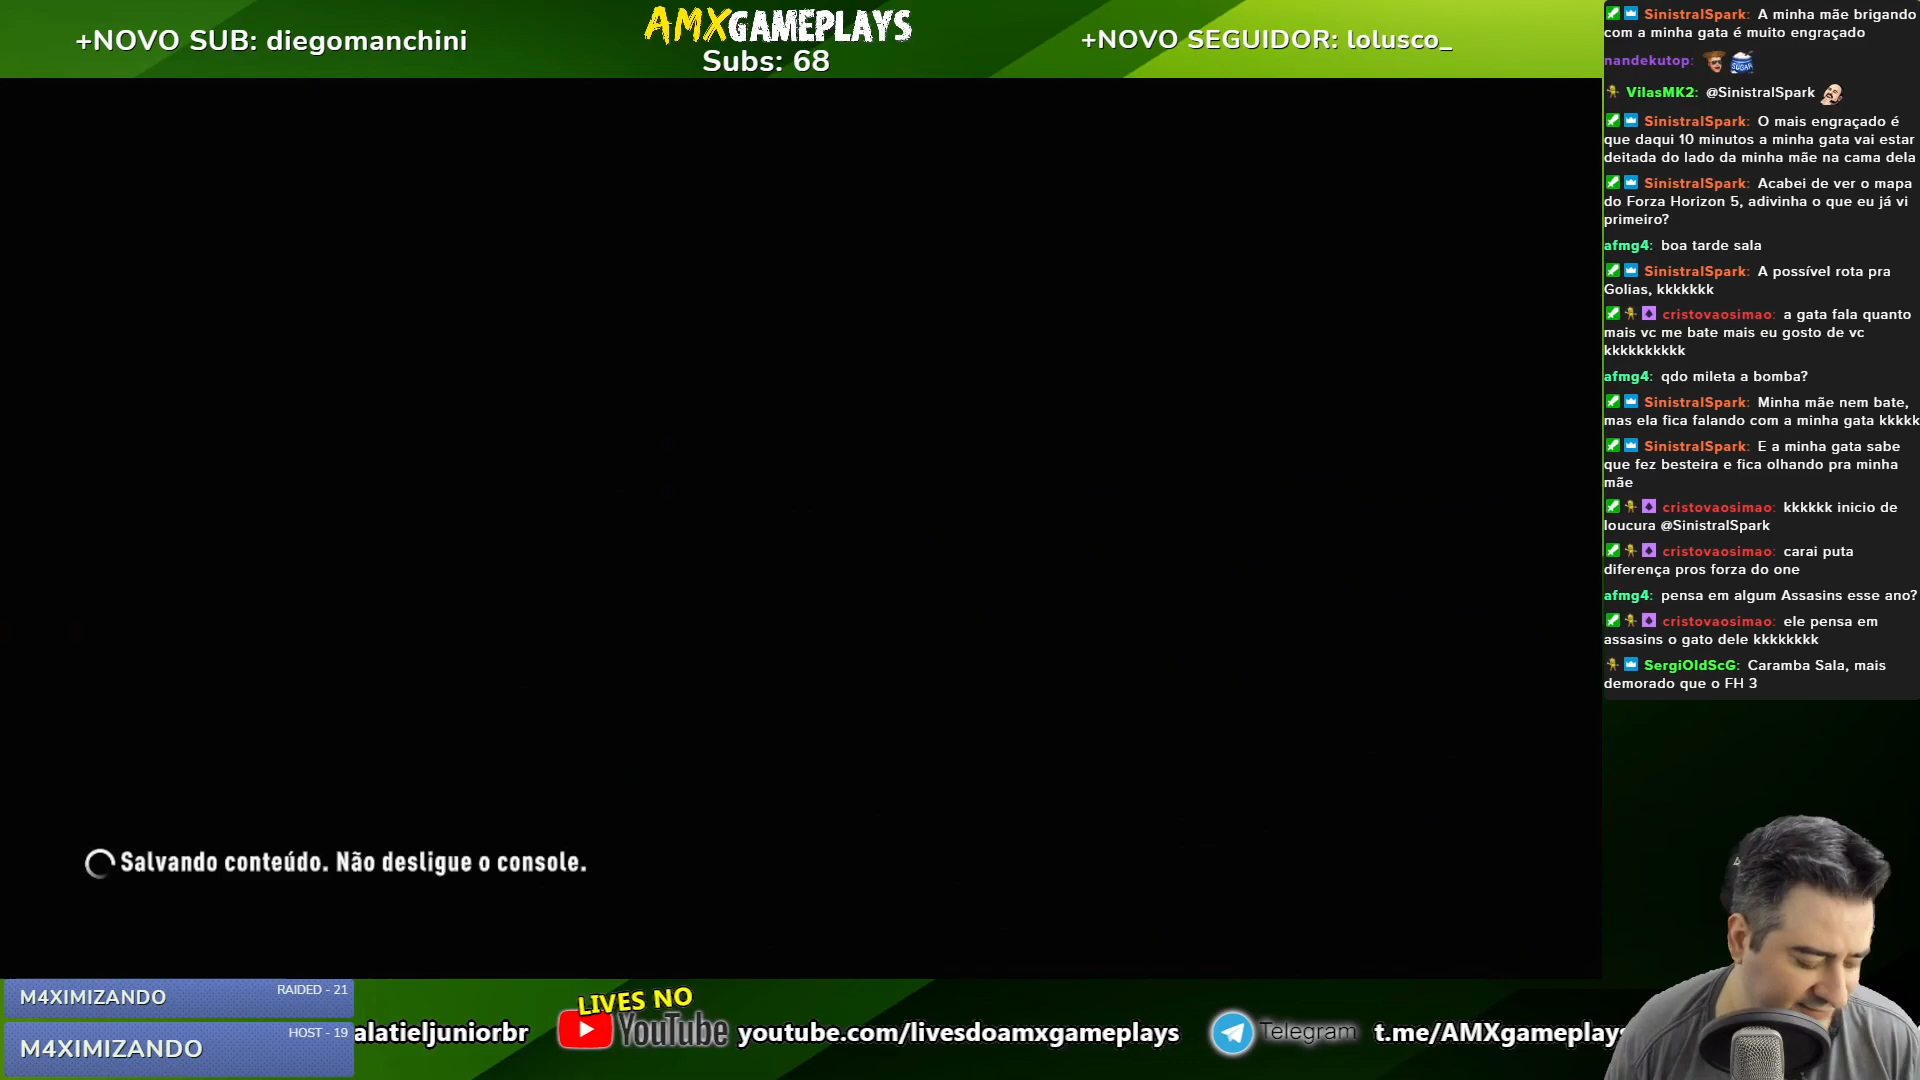 +NOVO SUB: diegomanchini
AMXGAMEPLAYS
Subs: 68
+NOVO SEGUIDOR: lolusco_
SinistralSpark: A minha mãe brigando
com a minha gata é muito engraçado
nandekutop:
SUGAR
VilasMK2: @SinistralSpark
SinistralSpark: O mais engraçado é
que daqui 10 minutos a minha gata vai estar
deitada do lado da minha mãe na cama dela
SinistralSpark: Acabei de ver o mapa
do Forza Horizon 5, adivinha o que eu já vi
primeiro?
afmg4: boa tarde sala
SinistralSpark: A possível rota pra
Golias, kkkkkkk
cristovaosimao: a gata fala quanto
mais vc me bate mais eu gosto de vc
kkkkkkkkkk
afmg4: qdo mileta a bomba?
SinistralSpark: Minha mãe nem bate,
mas ela fica falando com a minha gata kkkkk
SinistralSpark: E a minha gata sabe
que fez besteira e fica olhando pra minha
mãe
cristovaosimao: kkkkkk inicio de
loucura @SinistralSpark
cristovaosimao: carai puta
diferença pros forza do one
afmg4: pensa em algum Assasins esse ano?
cristovaosimao: ele pensa em
assasins o gato dele kkkkkkkk
SergiOldScG: Caramba Sala, mais
demorado que o FH 3
Salvando conteúdo. Não desligue o console.
M4XIMIZANDO
RAIDED - 21
M4XIMIZANDO
HOST - 19
alatieljuniorbr
LIVES NO
YouTube
youtube.com/livesdoamxgameplays
Telegram
t.me/AMXgameplays